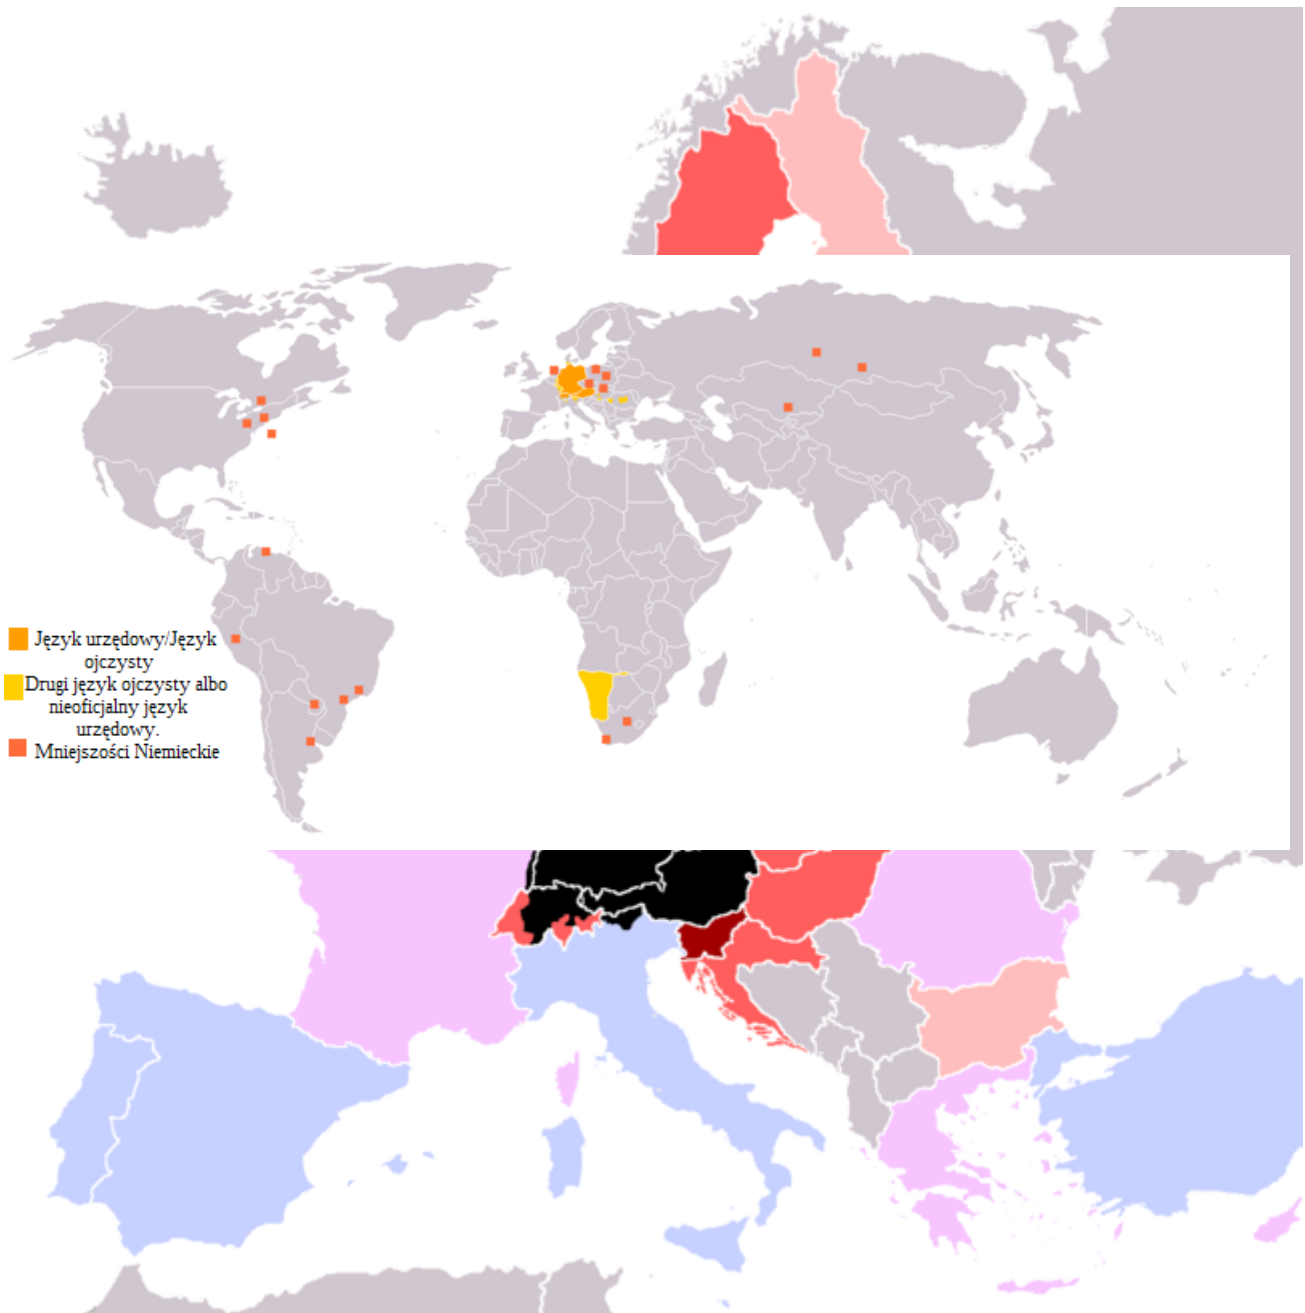 Język urzędowy/Język
ojczysty
Drugi język ojczysty albo
nieoficjalny język
urzędowy.
Mniejszości Niemieckie